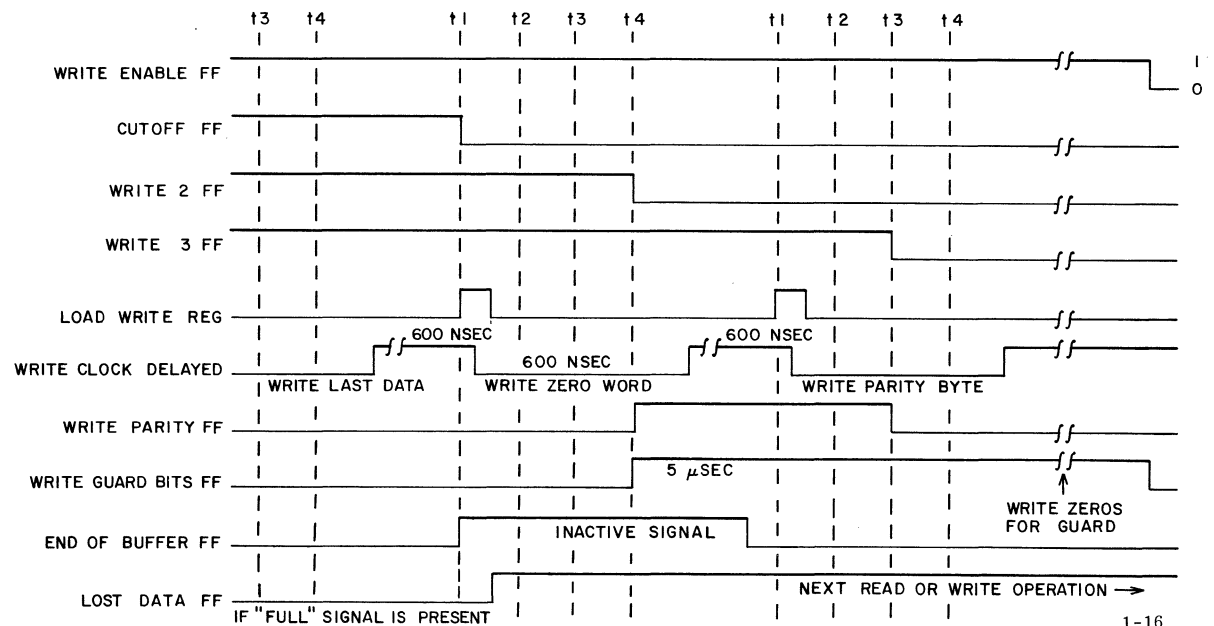 t3 t4 t1 t2 t3 t4 t1 t2 t3 t4
WRITE ENABLE FF
1
0
CUTOFF FF
WRITE 2 FF
WRITE 3 FF
LOAD WRITE REG
600 NSEC 600 NSEC
WRITE CLOCK DELAYED
600 NSEC
WRITE LAST DATA WRITE ZERO WORD WRITE PARITY BYTE
WRITE PARITY FF
WRITE GUARD BITS FF
5 μSEC
WRITE ZEROS
FOR GUARD
END OF BUFFER FF
INACTIVE SIGNAL
LOST DATA FF
NEXT READ OR WRITE OPERATION →
IF "FULL" SIGNAL IS PRESENT
1-16